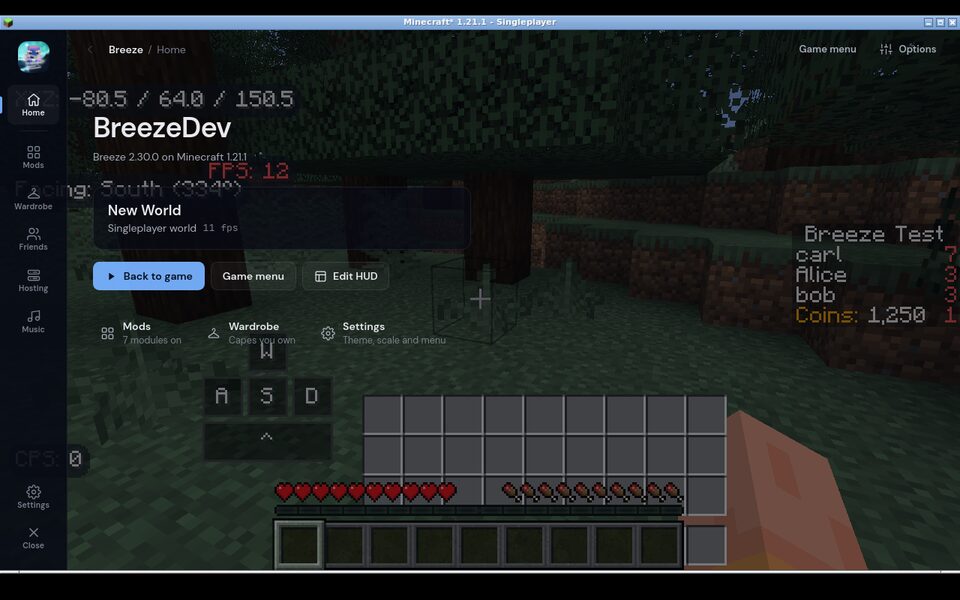 Minecraft* 1.21.1 - Singleplayer
Breeze / Home
Game menu
Options
Home
-80.5 / 64.0 / 150.5
BreezeDev
Breeze 2.30.0 on Minecraft 1.21.1
FPS: 12
Mods
Facing: South (334°)
Wardrobe
New World
Singleplayer world 11 fps
Friends
Breeze Test
carl 7
Alice 3
bob 3
Coins: 1,250 1
Back to game
Game menu
Edit HUD
Hosting
Music
Mods
7 modules on
Wardrobe
Capes you own
Settings
Theme, scale and menu
W
A S D
^
CPS: 0
Settings
Close